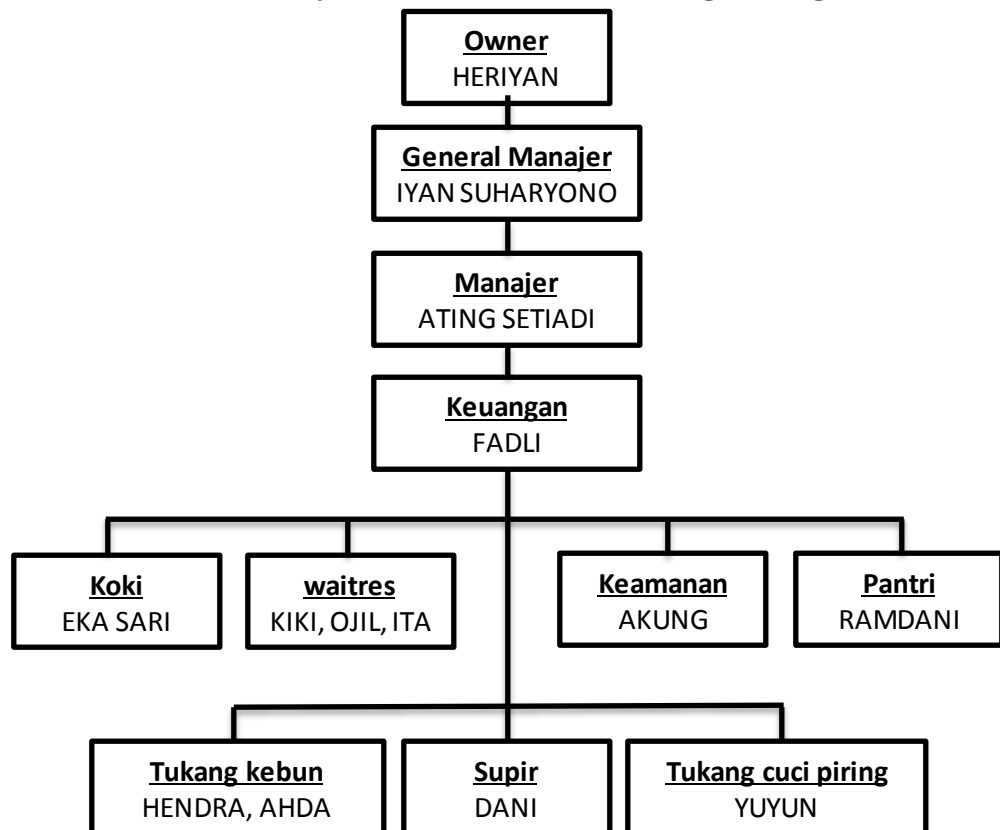 Owner
HERIYAN
General Manajer
IYAN SUHARYONO
Manajer
ATING SETIADI
Keuangan
FADLI
Koki
EKA SARI
waitres
KIKI, OJIL, ITA
Keamanan
AKUNG
Pantri
RAMDANI
Tukang kebun
HENDRA, AHDA
Supir
DANI
Tukang cuci piring
YUYUN